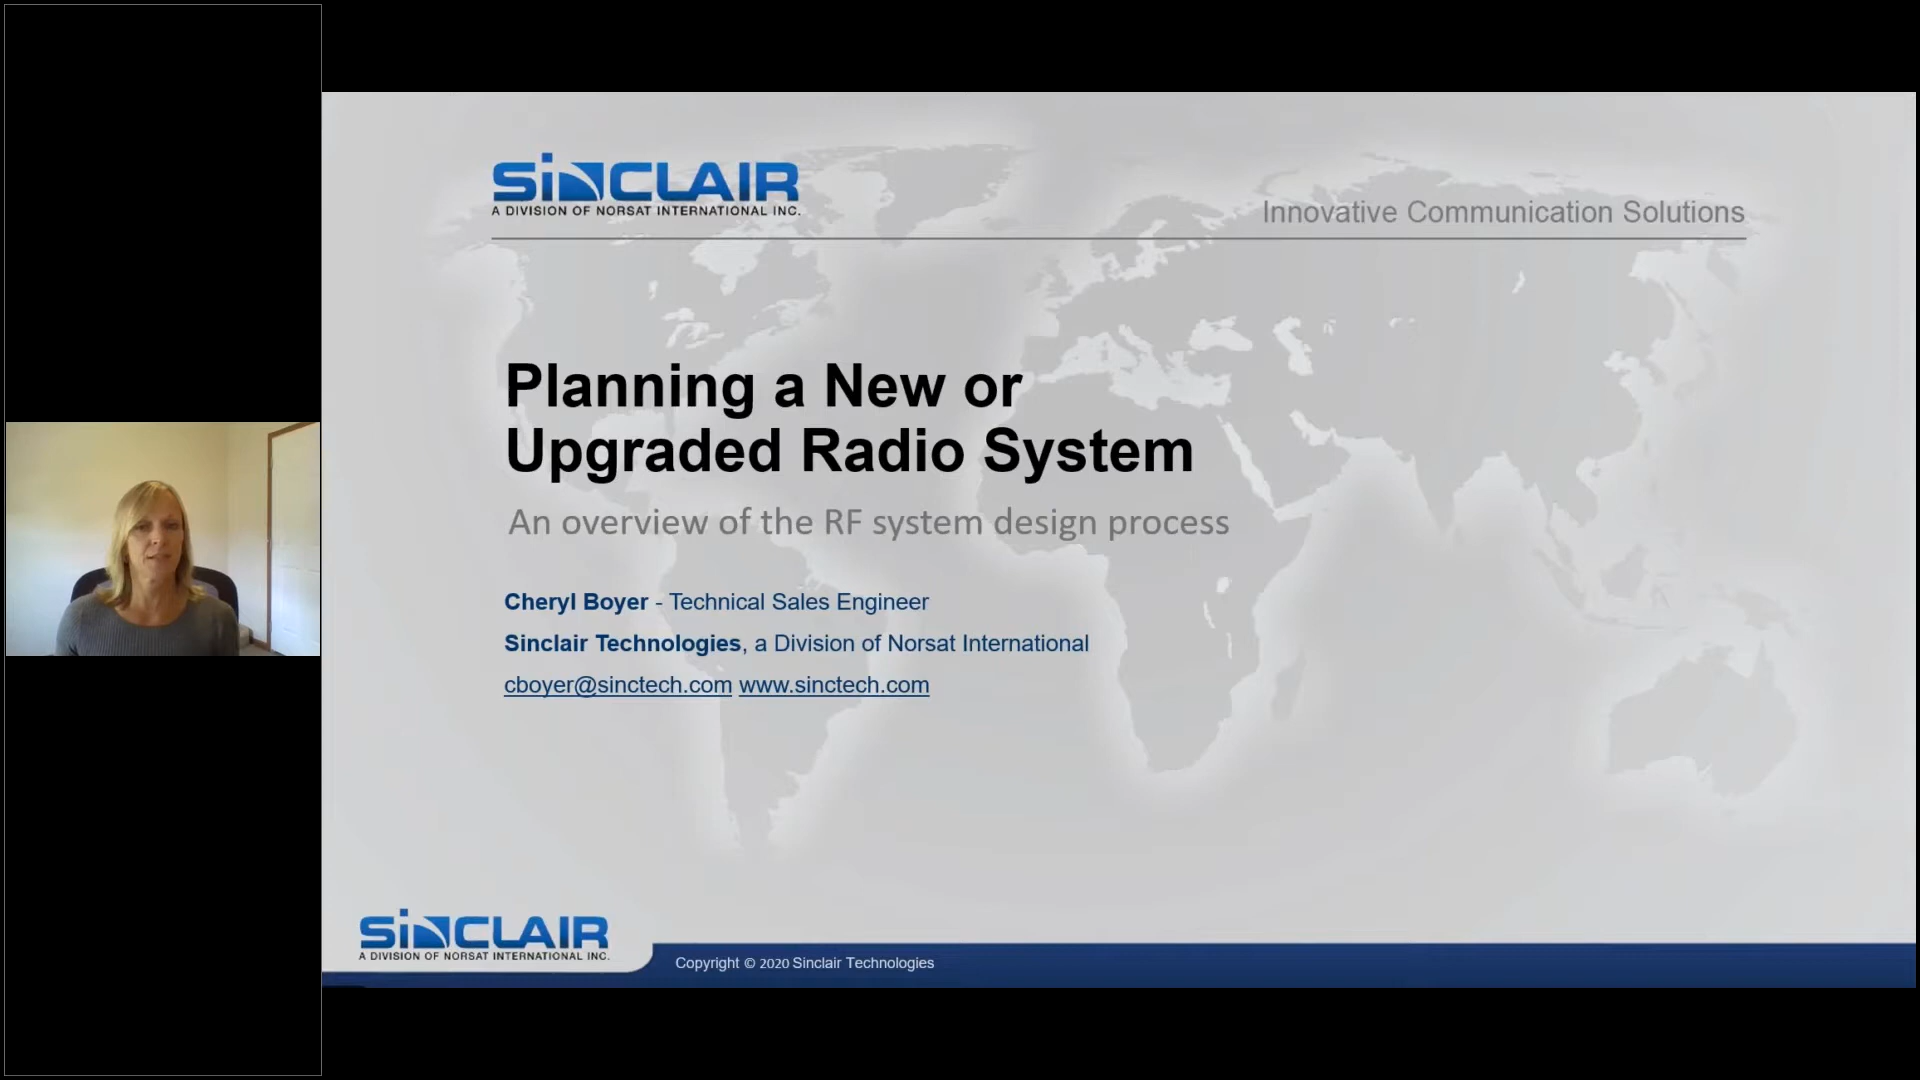 SiNCLAIR
A DIVISION OF NORSAT INTERNATIONAL INC.
Innovative Communication Solutions
Planning a New or
Upgraded Radio System
An overview of the RF system design process
Cheryl Boyer - Technical Sales Engineer
Sinclair Technologies, a Division of Norsat International
cboyer@sinctech.com www.sinctech.com
SiNCLAIR
A DIVISION OF NORSAT INTERNATIONAL INC.
Copyright © 2020 Sinclair Technologies